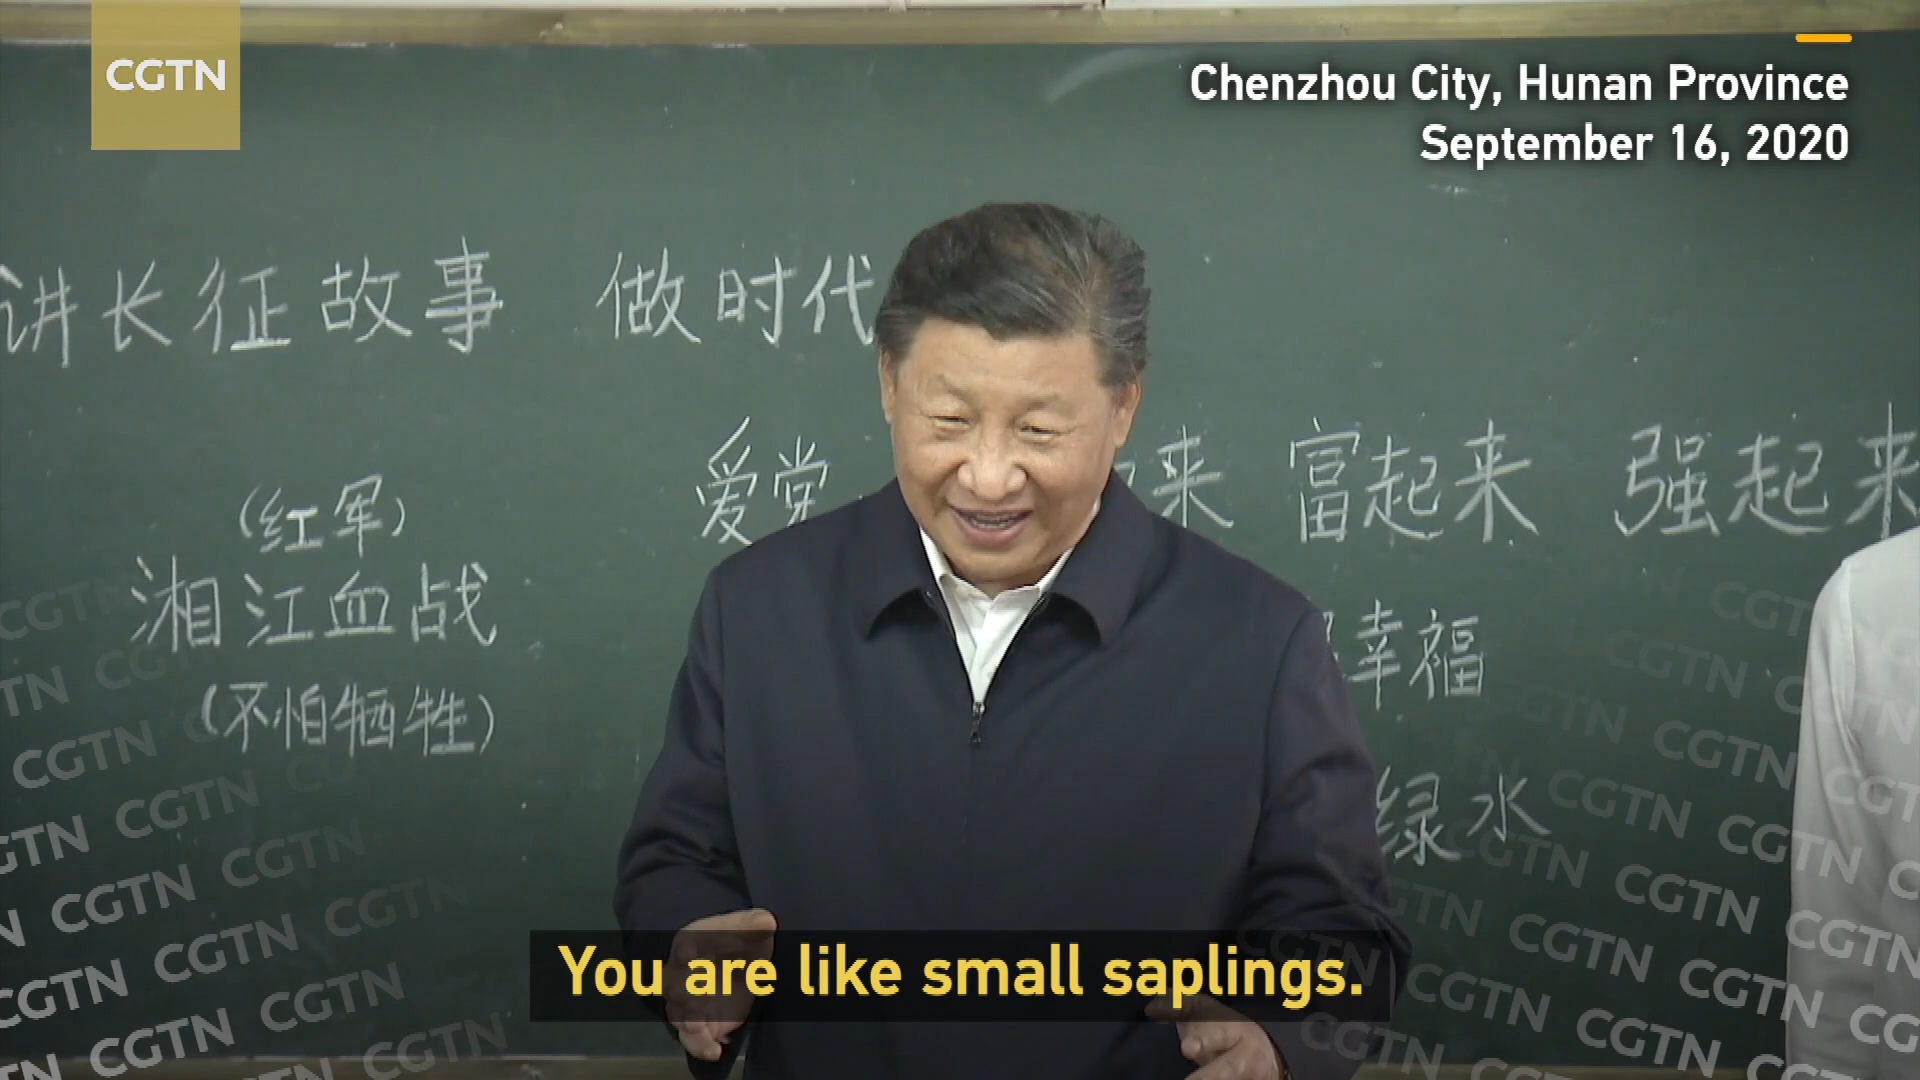 CGTN
Chenzhou City, Hunan Province
September 16, 2020
讲长征故事 做时代
爱党 来 富起来 强起来
(红军)
湘江血战
幸福
(不怕牺牲)
绿水
You are like small saplings.